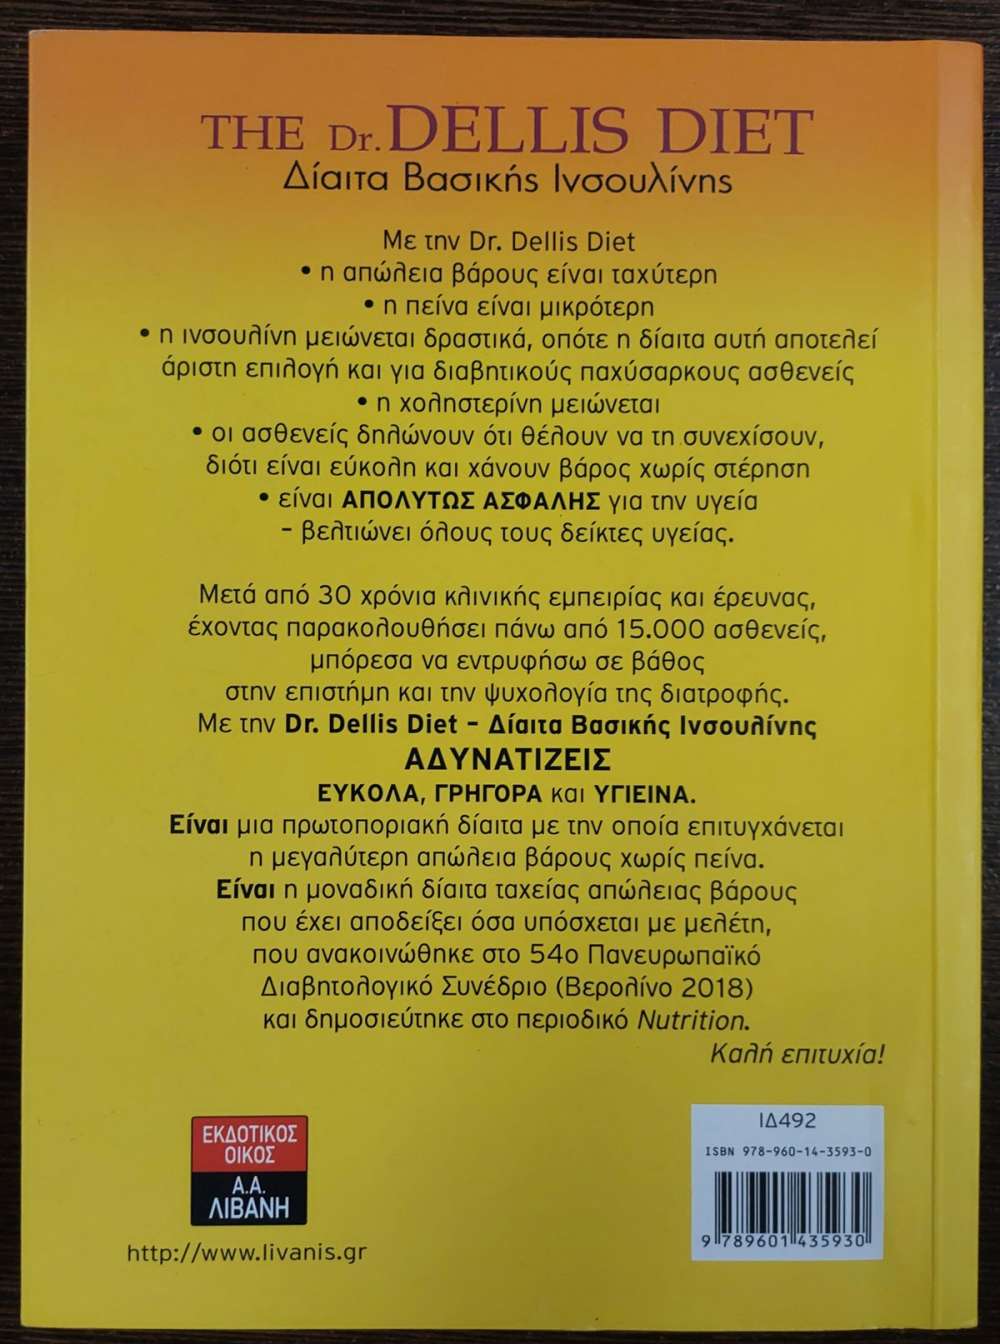 THE Dr. DELLIS DIET
Δίαιτα Βασικής Ινσουλίνης
Με την Dr. Dellis Diet
• η απώλεια βάρους είναι ταχύτερη
• η πείνα είναι μικρότερη
• η ινσουλίνη μειώνεται δραστικά, οπότε η δίαιτα αυτή αποτελεί
άριστη επιλογή και για διαβητικούς παχύσαρκους ασθενείς
• η χοληστερίνη μειώνεται
• οι ασθενείς δηλώνουν ότι θέλουν να τη συνεχίσουν,
διότι είναι εύκολη και χάνουν βάρος χωρίς στέρηση
• είναι ΑΠΟΛΥΤΩΣ ΑΣΦΑΛΗΣ για την υγεία
– βελτιώνει όλους τους δείκτες υγείας.
Μετά από 30 χρόνια κλινικής εμπειρίας και έρευνας,
έχοντας παρακολουθήσει πάνω από 15.000 ασθενείς,
μπόρεσα να εντρυφήσω σε βάθος
στην επιστήμη και την ψυχολογία της διατροφής.
Με την Dr. Dellis Diet – Δίαιτα Βασικής Ινσουλίνης
ΑΔΥΝΑΤΙΖΕΙΣ
ΕΥΚΟΛΑ, ΓΡΗΓΟΡΑ και ΥΓΙΕΙΝΑ.
Είναι μια πρωτοποριακή δίαιτα με την οποία επιτυγχάνεται
η μεγαλύτερη απώλεια βάρους χωρίς πείνα.
Είναι η μοναδική δίαιτα ταχείας απώλειας βάρους
που έχει αποδείξει όσα υπόσχεται με μελέτη,
που ανακοινώθηκε στο 54ο Πανευρωπαϊκό
Διαβητολογικό Συνέδριο (Βερολίνο 2018)
και δημοσιεύτηκε στο περιοδικό Nutrition.
Καλή επιτυχία!
ΕΚΔΟΤΙΚΟΣ
ΟΙΚΟΣ
Α.Α.
ΛΙΒΑΝΗ
http://www.livanis.gr
ΙΔ492
ISBN 978-960-14-3593-0
9 789601 435930